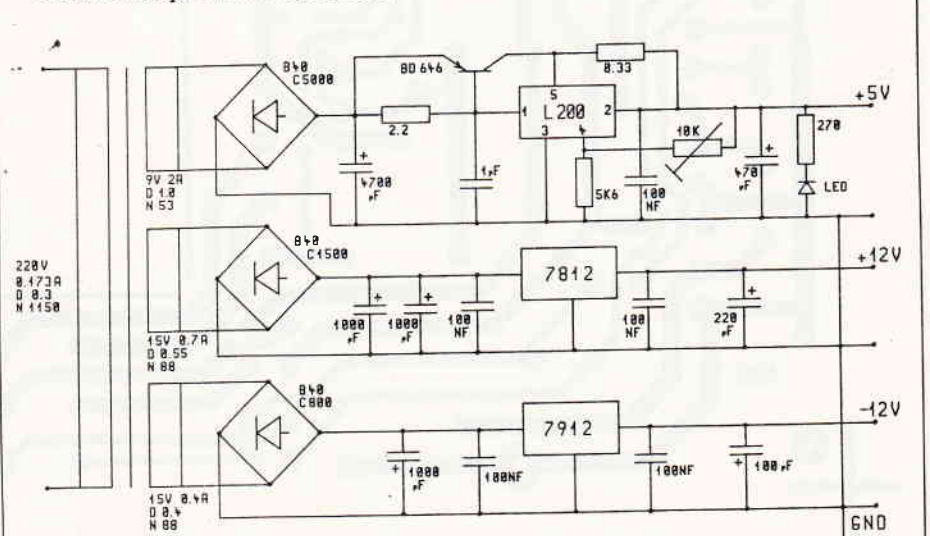 B40
C5000
BD 646
0.33
5
1
L200
2
3
4
+5V
2.2
10K
270
+
4700
µF
1µF
5K6
100
NF
+
470
µF
LED
9V 2A
D 1.0
N 53
220V
0.173A
D 0.3
N 1150
B40
C1500
7812
+12V
+
1000
µF
+
1000
µF
100
NF
100
NF
+
220
µF
15V 0.7A
D 0.55
N 88
B40
C800
7912
-12V
+
1000
µF
100NF
100NF
+
100µF
15V 0.4A
D 0.4
N 88
GND